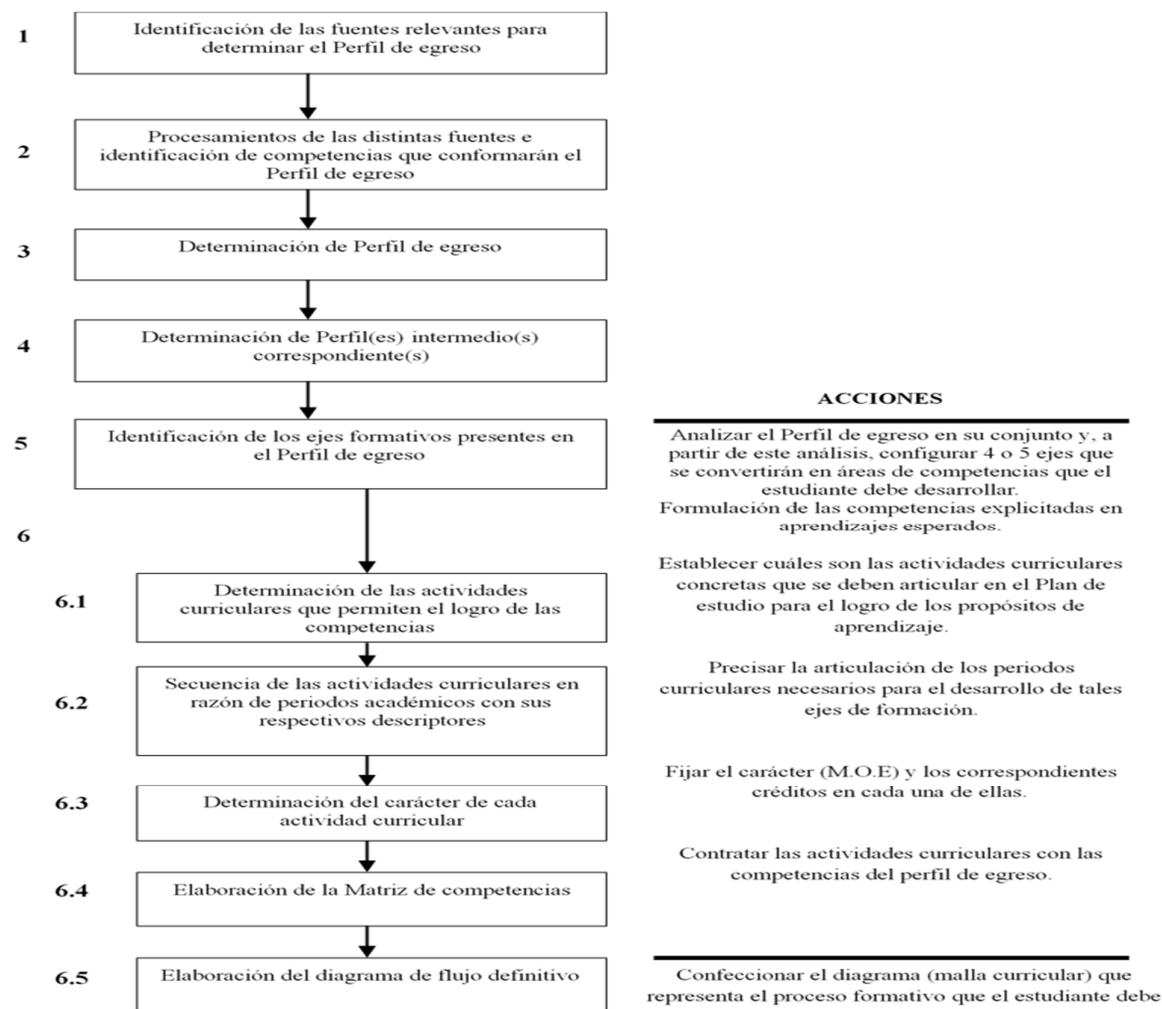 1
Identificación de las fuentes relevantes para
determinar el Perfil de egreso
2
Procesamientos de las distintas fuentes e
identificación de competencias que conformarán el
Perfil de egreso
3
Determinación de Perfil de egreso
4
Determinación de Perfil(es) intermedio(s)
correspondiente(s)
5
Identificación de los ejes formativos presentes en
el Perfil de egreso
6
6.1
Determinación de las actividades
curriculares que permiten el logro de las
competencias
6.2
Secuencia de las actividades curriculares en
razón de periodos académicos con sus
respectivos descriptores
6.3
Determinación del carácter de cada
actividad curricular
6.4
Elaboración de la Matriz de competencias
6.5
Elaboración del diagrama de flujo definitivo
ACCIONES
Analizar el Perfil de egreso en su conjunto y, a
partir de este análisis, configurar 4 o 5 ejes que
se convertirán en áreas de competencias que el
estudiante debe desarrollar.
Formulación de las competencias explicitadas en
aprendizajes esperados.
Establecer cuáles son las actividades curriculares
concretas que se deben articular en el Plan de
estudio para el logro de los propósitos de
aprendizaje.
Precisar la articulación de los periodos
curriculares necesarios para el desarrollo de tales
ejes de formación.
Fijar el carácter (M.O.E) y los correspondientes
créditos en cada una de ellas.
Contratar las actividades curriculares con las
competencias del perfil de egreso.
Confeccionar el diagrama (malla curricular) que
representa el proceso formativo que el estudiante debe